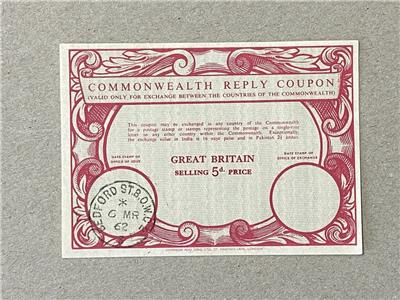 COMMONWEALTH REPLY COUPON
(VALID ONLY FOR EXCHANGE BETWEEN THE COUNTRIES OF THE COMMONWEALTH)
This coupon may be exchanged in any country of the Commonwealth
for a postage stamp or stamps representing the postage on a single-rate
letter to any other country within the Commonwealth. Exceptionally
the exchange value in India is 16 naye paise and in Pakistan 2½ annas.
DATE STAMP OF
OFFICE OF ISSUE
DATE STAMP OF
OFFICE OF EXCHANGE
GREAT BRITAIN
SELLING 5d. PRICE
BEDFORD ST. B.O. W.C.
*
6 MR
62